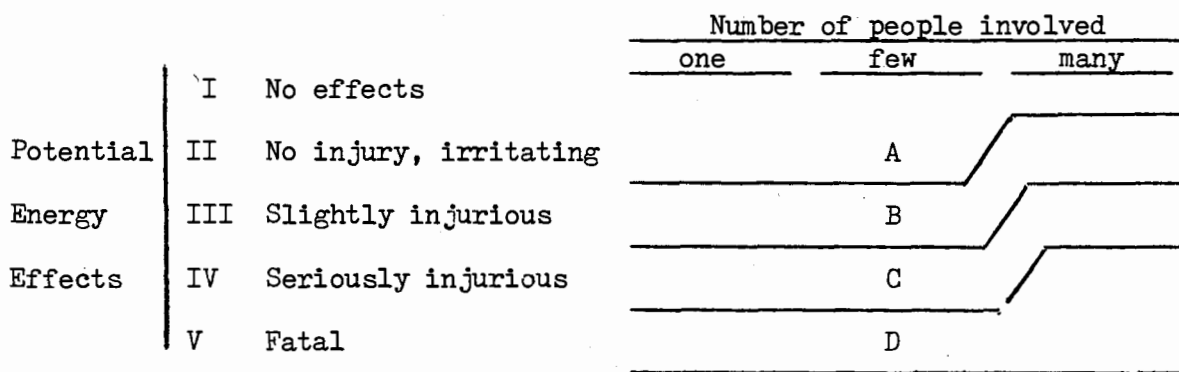 Number of people involved
one few many
I No effects
Potential II No injury, irritating A
Energy III Slightly injurious B
Effects IV Seriously injurious C
V Fatal D